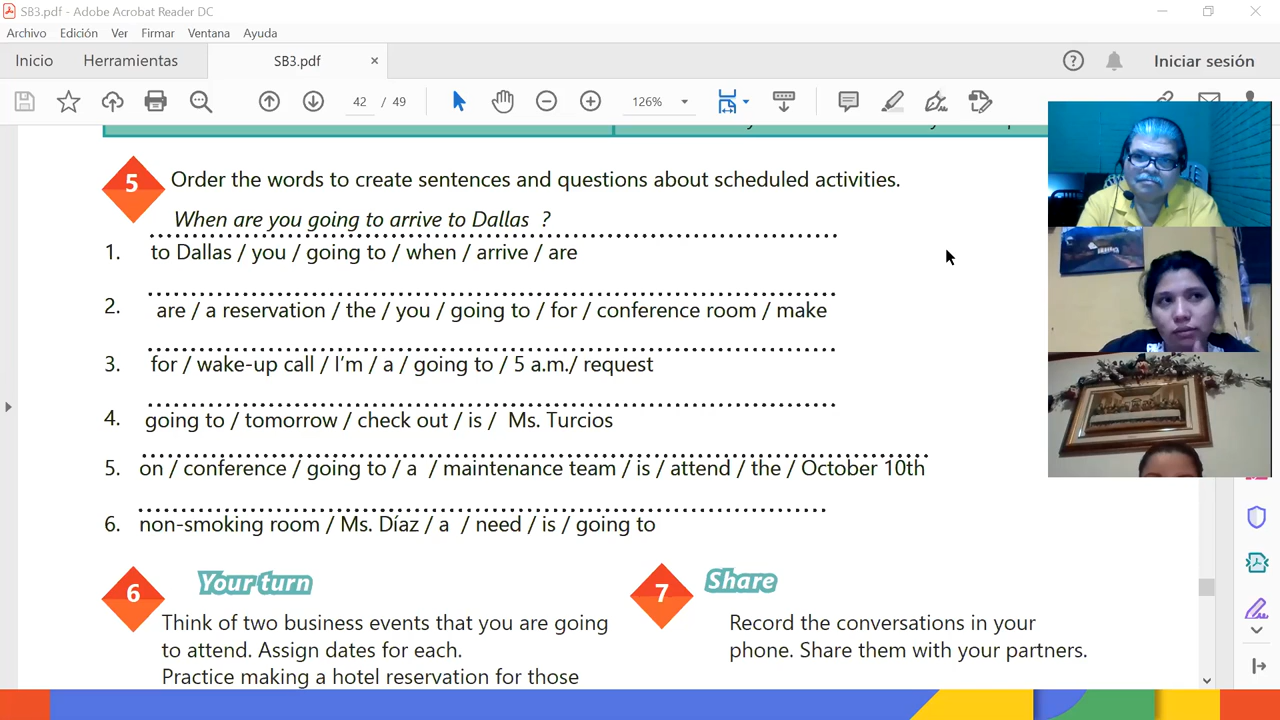 SB3.pdf - Adobe Acrobat Reader DC
Archivo Edición Ver Firmar Ventana Ayuda
Inicio Herramientas SB3.pdf × Iniciar sesión
42 / 49 126%
5 Order the words to create sentences and questions about scheduled activities.
When are you going to arrive to Dallas ?
1. to Dallas / you / going to / when / arrive / are
2. are / a reservation / the / you / going to / for / conference room / make
3. for / wake-up call / I'm / a / going to / 5 a.m./ request
4. going to / tomorrow / check out / is / Ms. Turcios
5. on / conference / going to / a / maintenance team / is / attend / the / October 10th
6. non-smoking room / Ms. Díaz / a / need / is / going to
6 Your turn
Think of two business events that you are going
to attend. Assign dates for each.
Practice making a hotel reservation for those
7 Share
Record the conversations in your
phone. Share them with your partners.